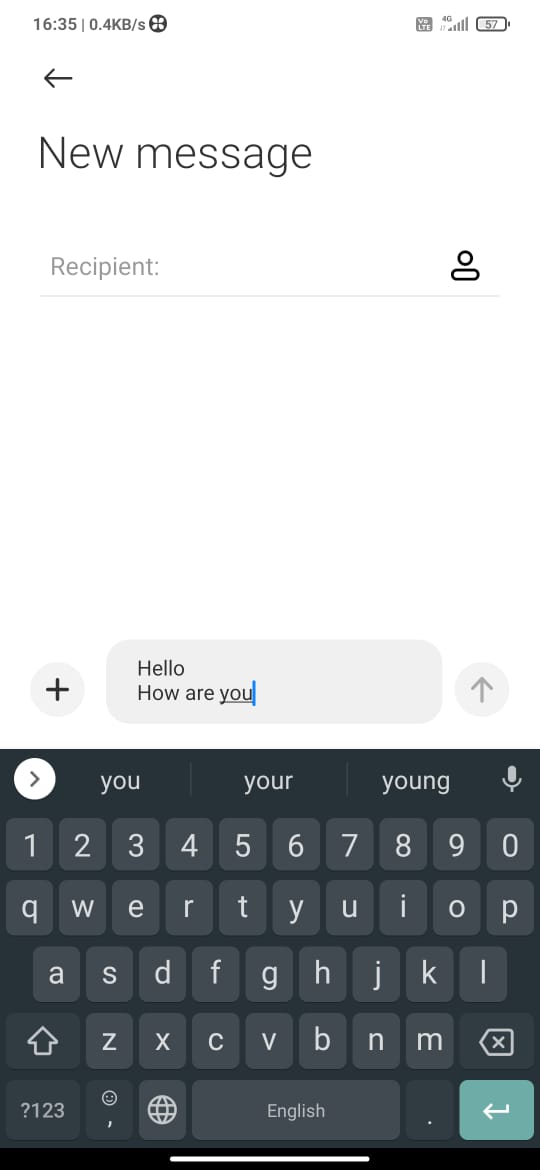 16:35 | 0.4KB/s
Vo LTE 4G 57
New message
Recipient:
Hello
How are you
you your young
1 2 3 4 5 6 7 8 9 0
q w e r t y u i o p
a s d f g h j k l
z x c v b n m
?123 , English .